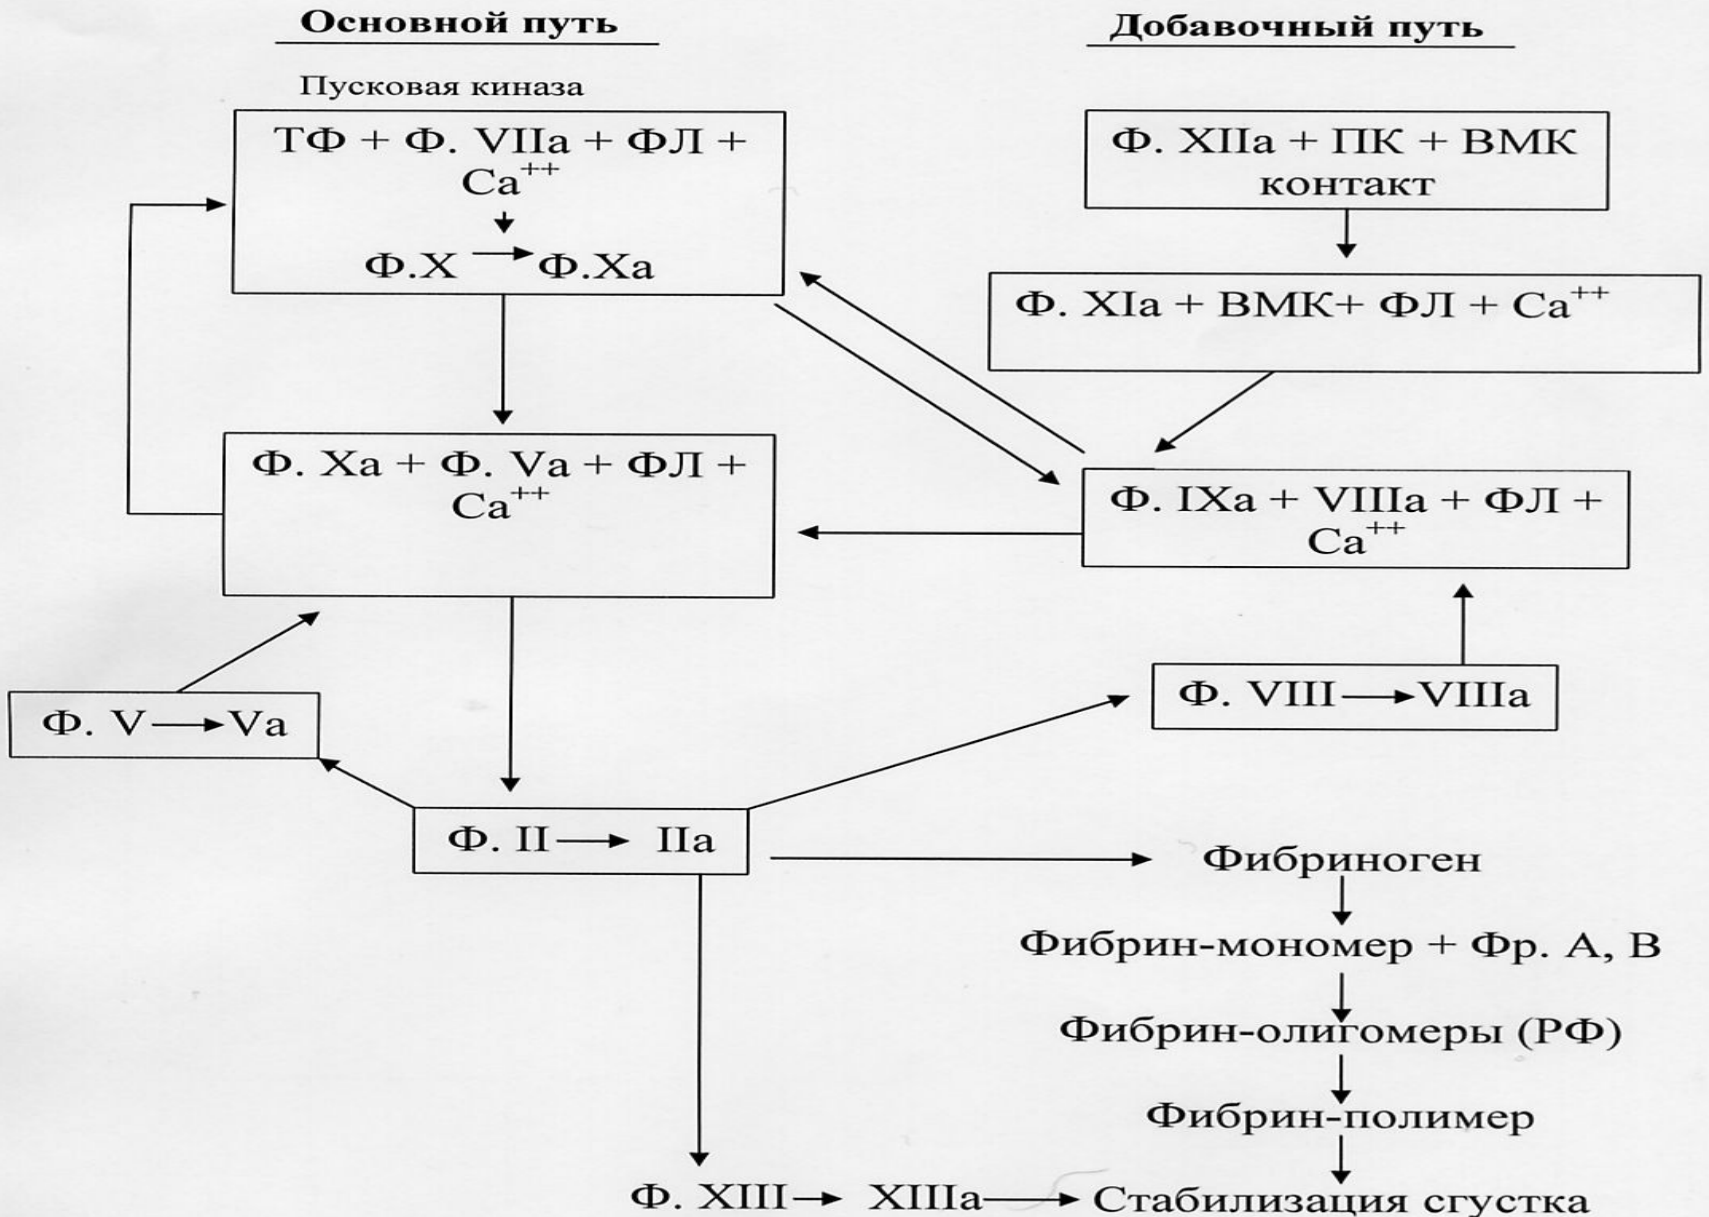 Основной путь
Добавочный путь
Пусковая киназа
ТФ + Ф. VIIa + ФЛ +
Ca⁺⁺
Ф.X → Ф.Xa
Ф. XIIa + ПК + ВМК
контакт
Ф. XIa + ВМК+ ФЛ + Ca⁺⁺
Ф. Xa + Ф. Va + ФЛ +
Ca⁺⁺
Ф. IXa + VIIIa + ФЛ +
Ca⁺⁺
Ф. V → Va
Ф. VIII → VIIIa
Ф. II → IIa
Фибриноген
Фибрин-мономер + Фр. А, В
Фибрин-олигомеры (РФ)
Фибрин-полимер
Ф. XIII → XIIIa → Стабилизация сгустка